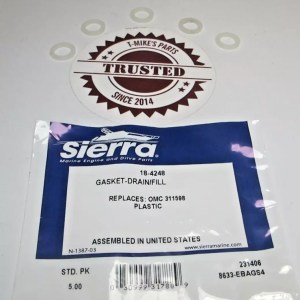 T-MIKE'S PARTS
TRUSTED
SINCE 2014
Sierra
Marine Engine and Drive Parts
18-4248
GASKET-DRAIN/FILL
REPLACES: OMC 311598
PLASTIC
ASSEMBLED IN UNITED STATES
N-1587-03
www.sierramarine.com
STD. PK
5.00
231406
8633-EBAGS4